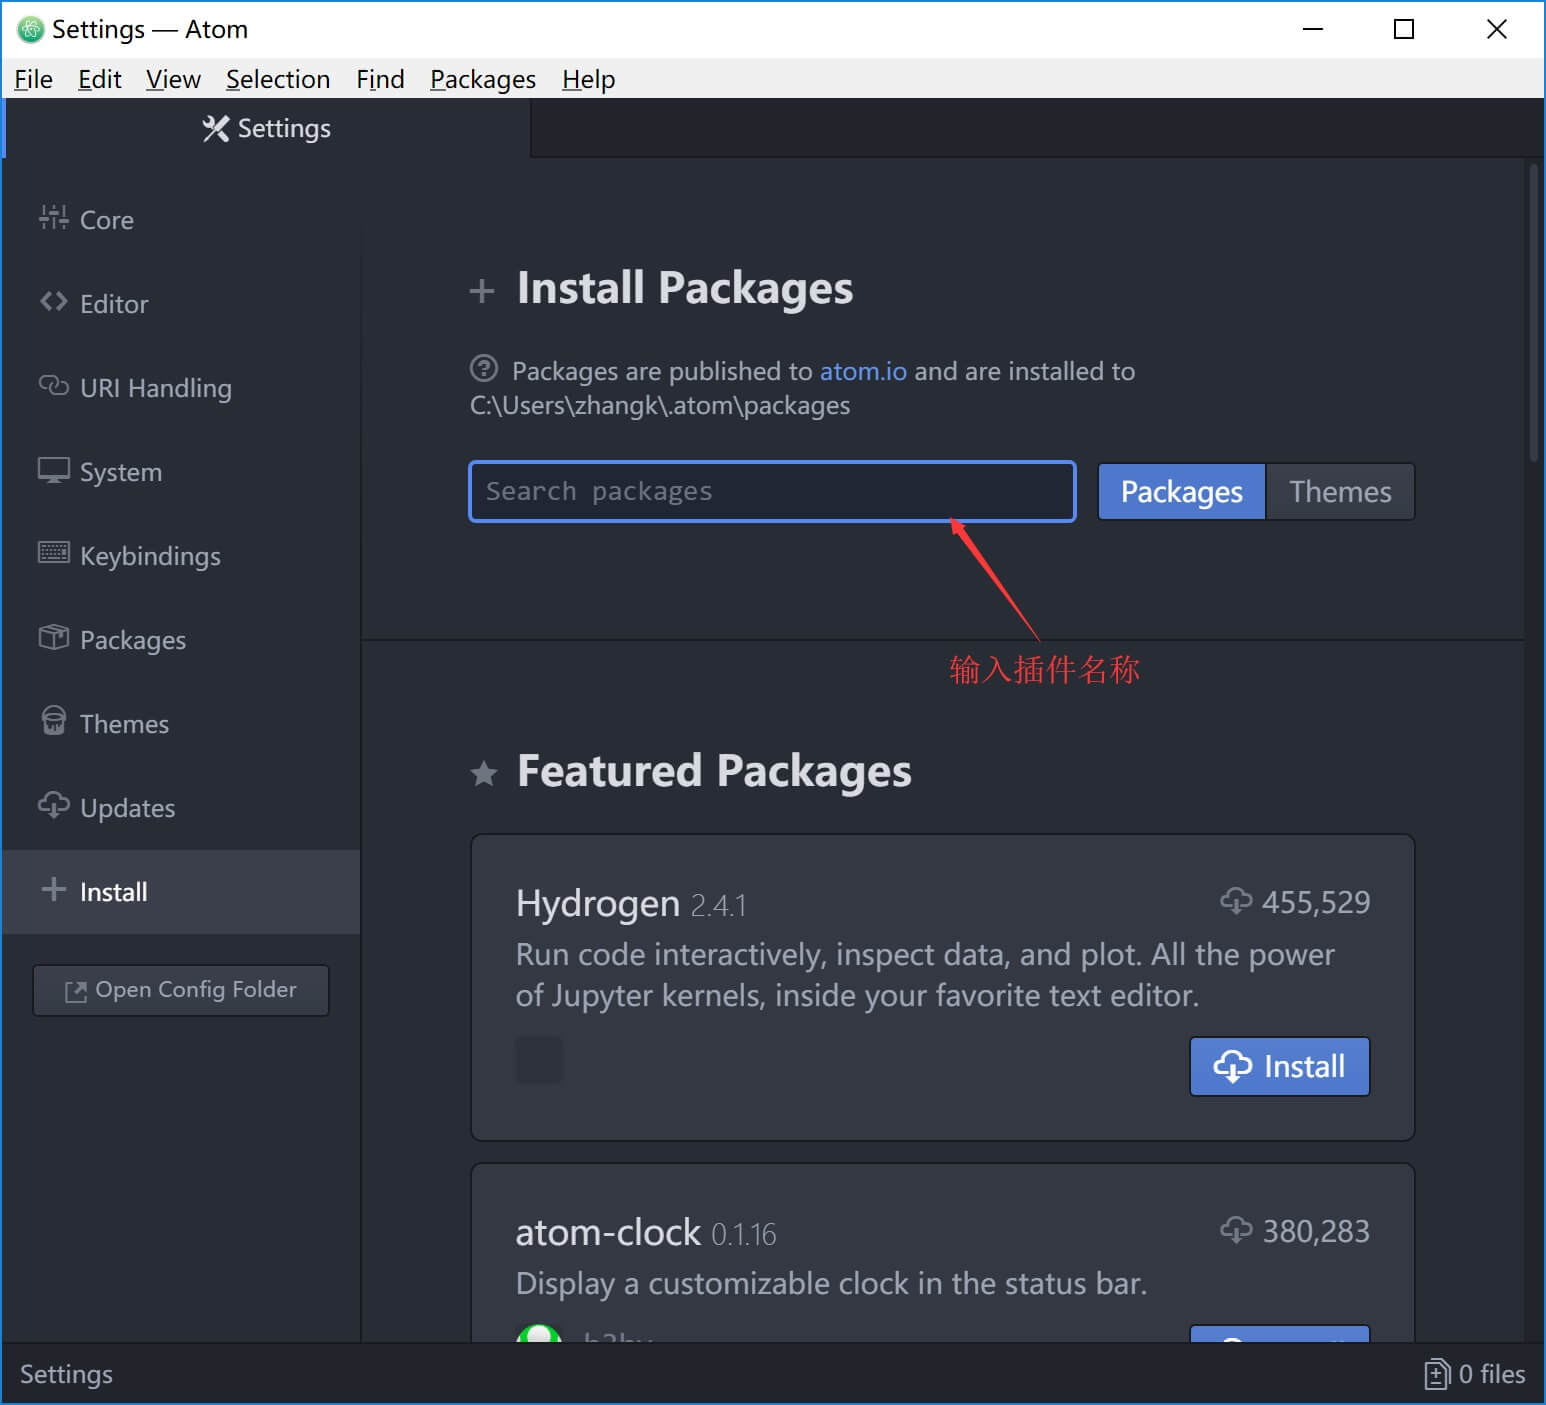 Settings — Atom
File Edit View Selection Find Packages Help
Settings
Core
Editor
URI Handling
System
Keybindings
Packages
Themes
Updates
Install
Open Config Folder
Install Packages
Packages are published to atom.io and are installed to
C:\Users\zhangk\.atom\packages
Search packages
Packages Themes
输入插件名称
Featured Packages
Hydrogen 2.4.1 455,529
Run code interactively, inspect data, and plot. All the power
of Jupyter kernels, inside your favorite text editor.
Install
atom-clock 0.1.16 380,283
Display a customizable clock in the status bar.
Settings 0 files